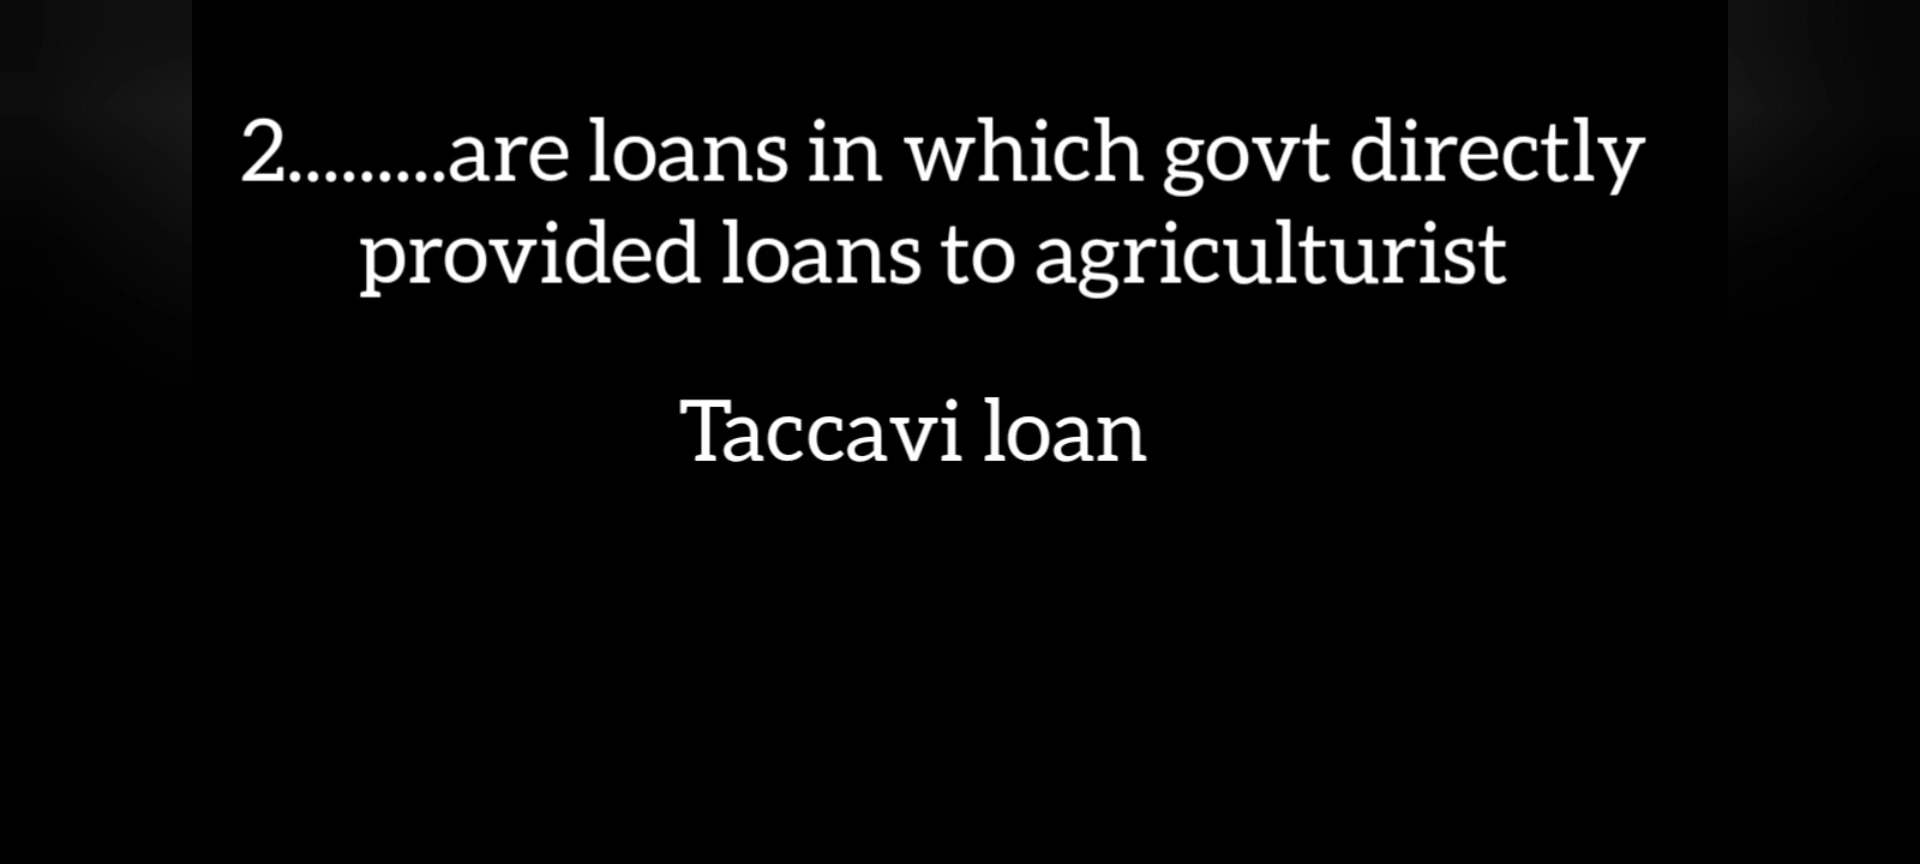 2.........are loans in which govt directly
provided loans to agriculturist
Taccavi loan